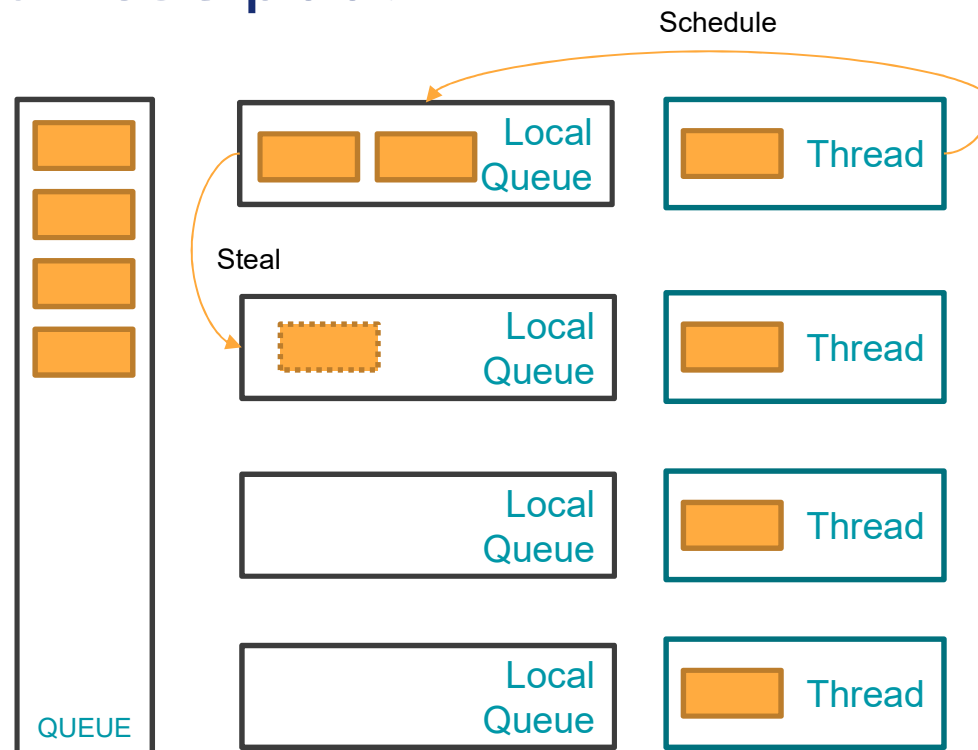 Schedule
Local
Queue
Thread
Steal
Local
Queue
Thread
Local
Queue
Thread
Local
Queue
Thread
QUEUE